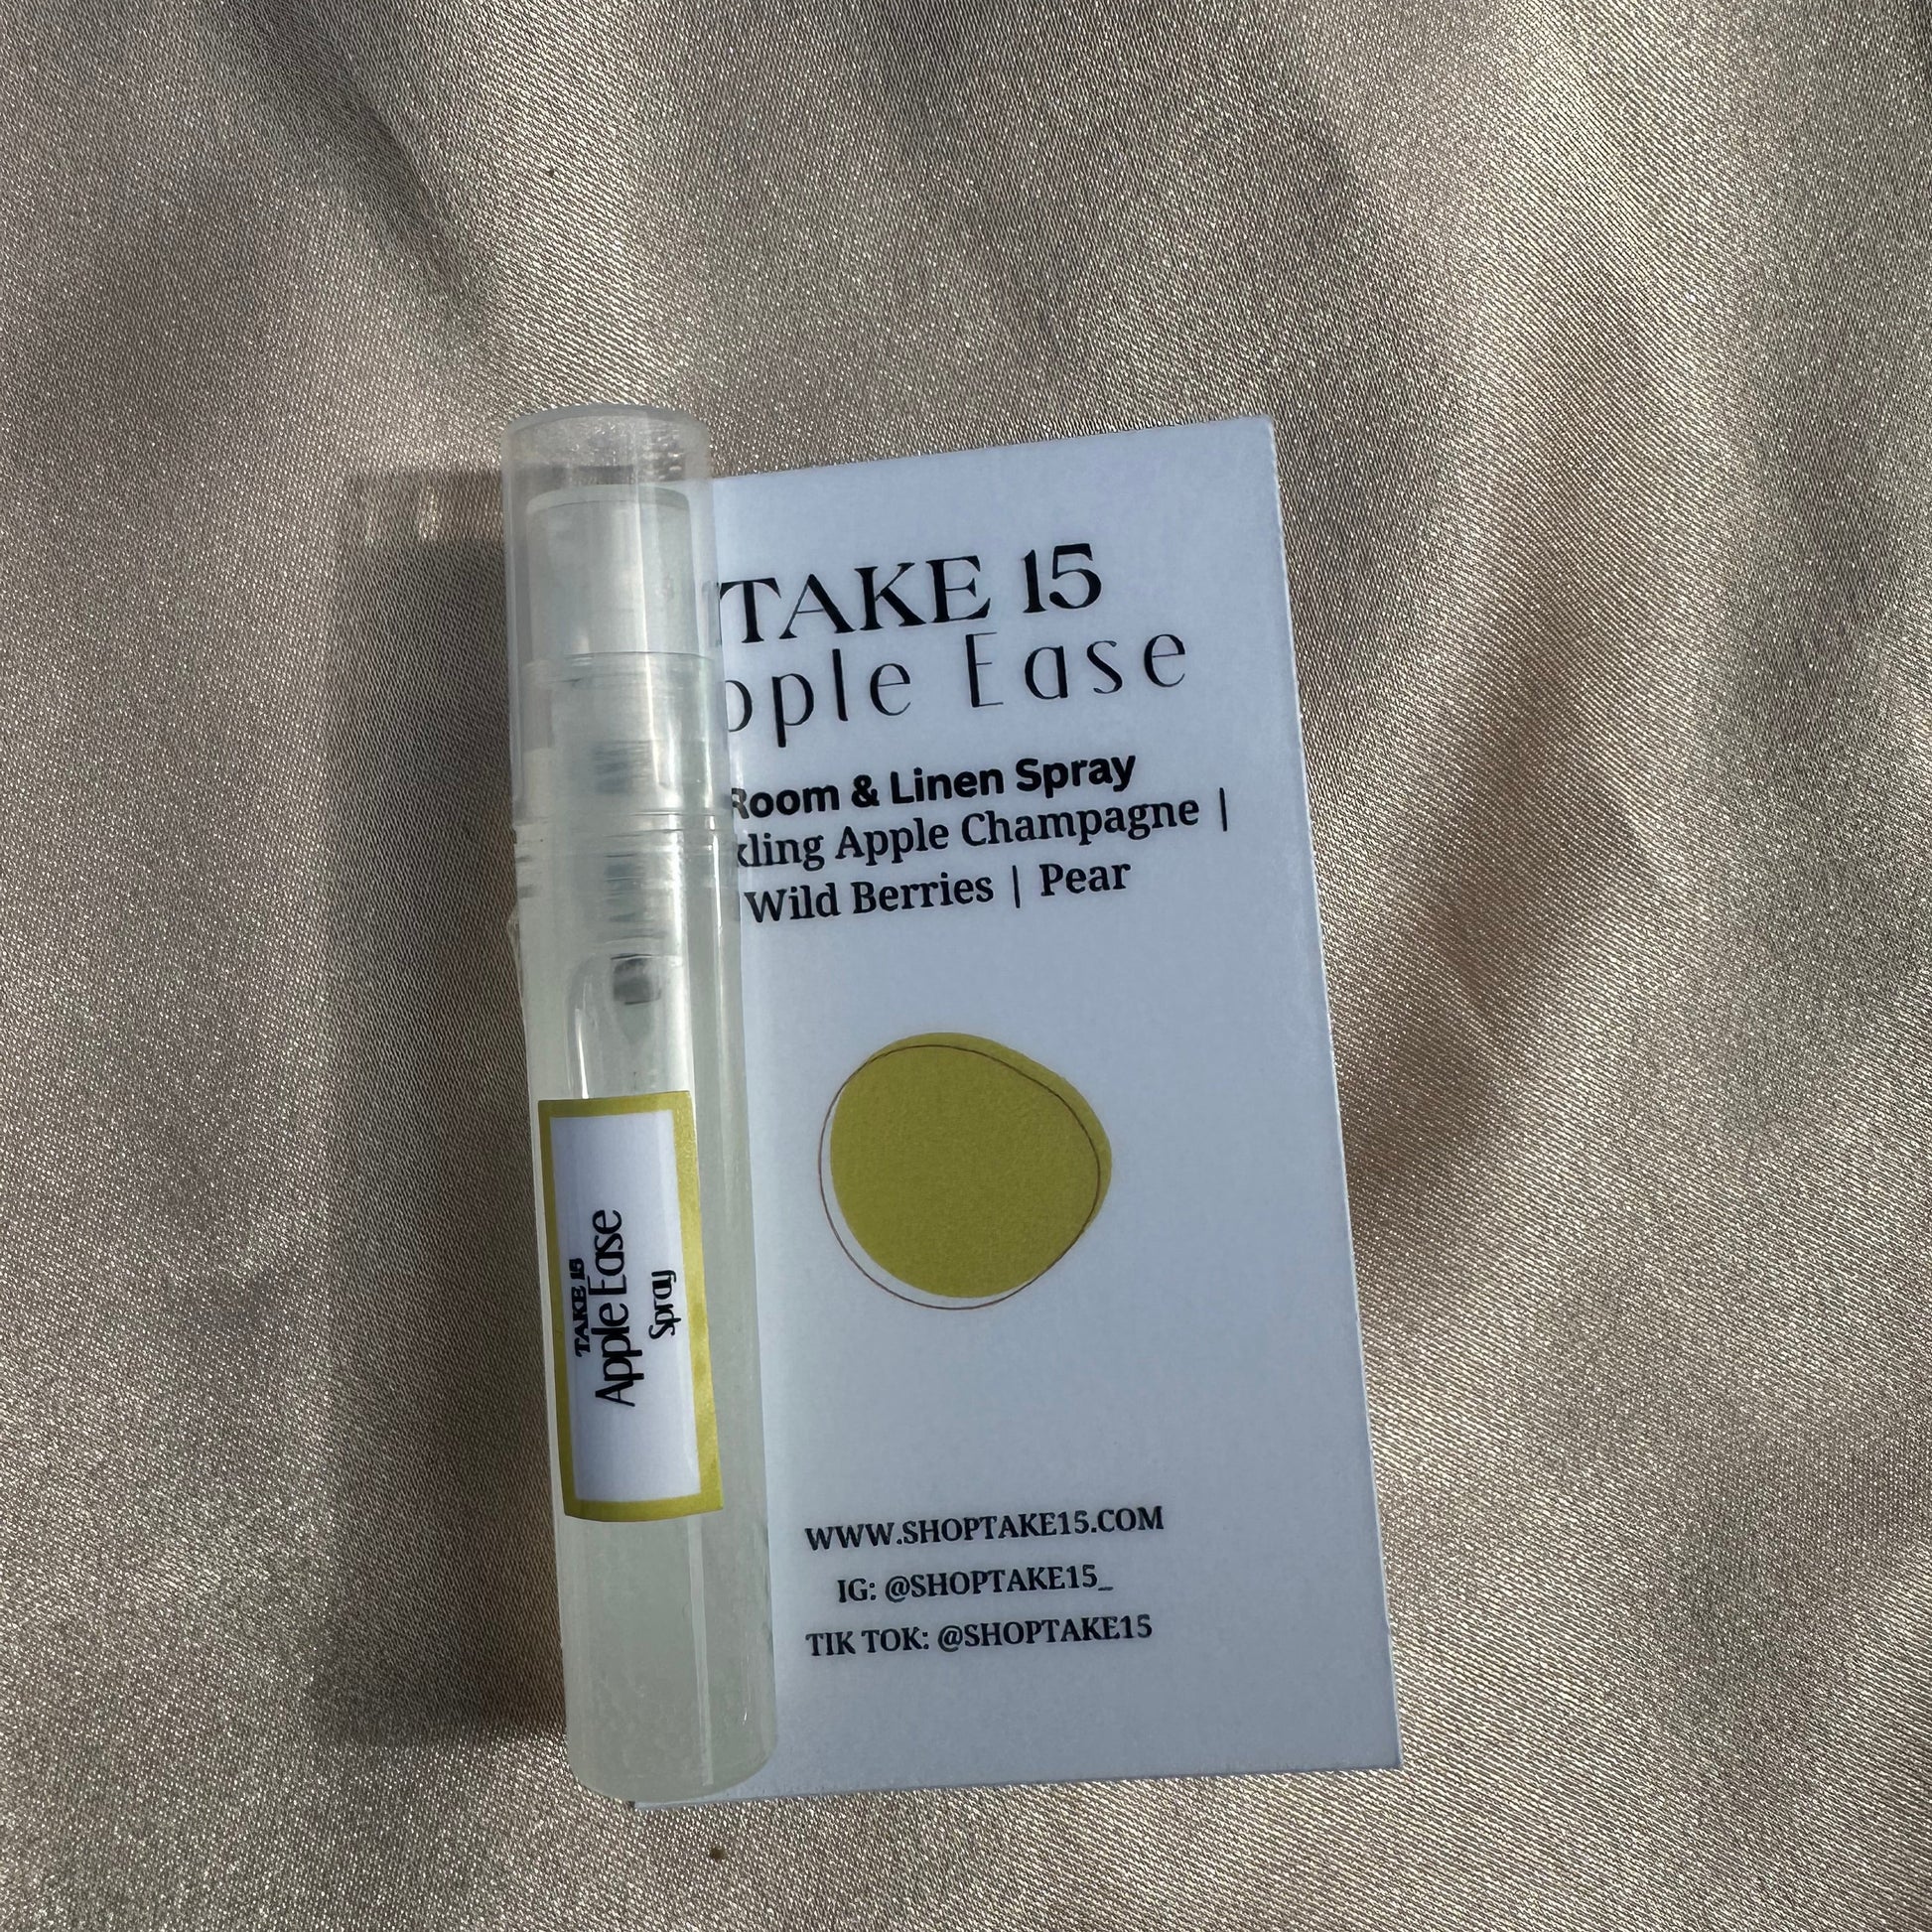 TAKE 15
pple Ease
Room & Linen Spray
kling Apple Champagne |
Wild Berries | Pear
WWW.SHOPTAKE15.COM
IG: @SHOPTAKE15_
TIK TOK: @SHOPTAKE15
TAKE 15
Apple Ease
Spray